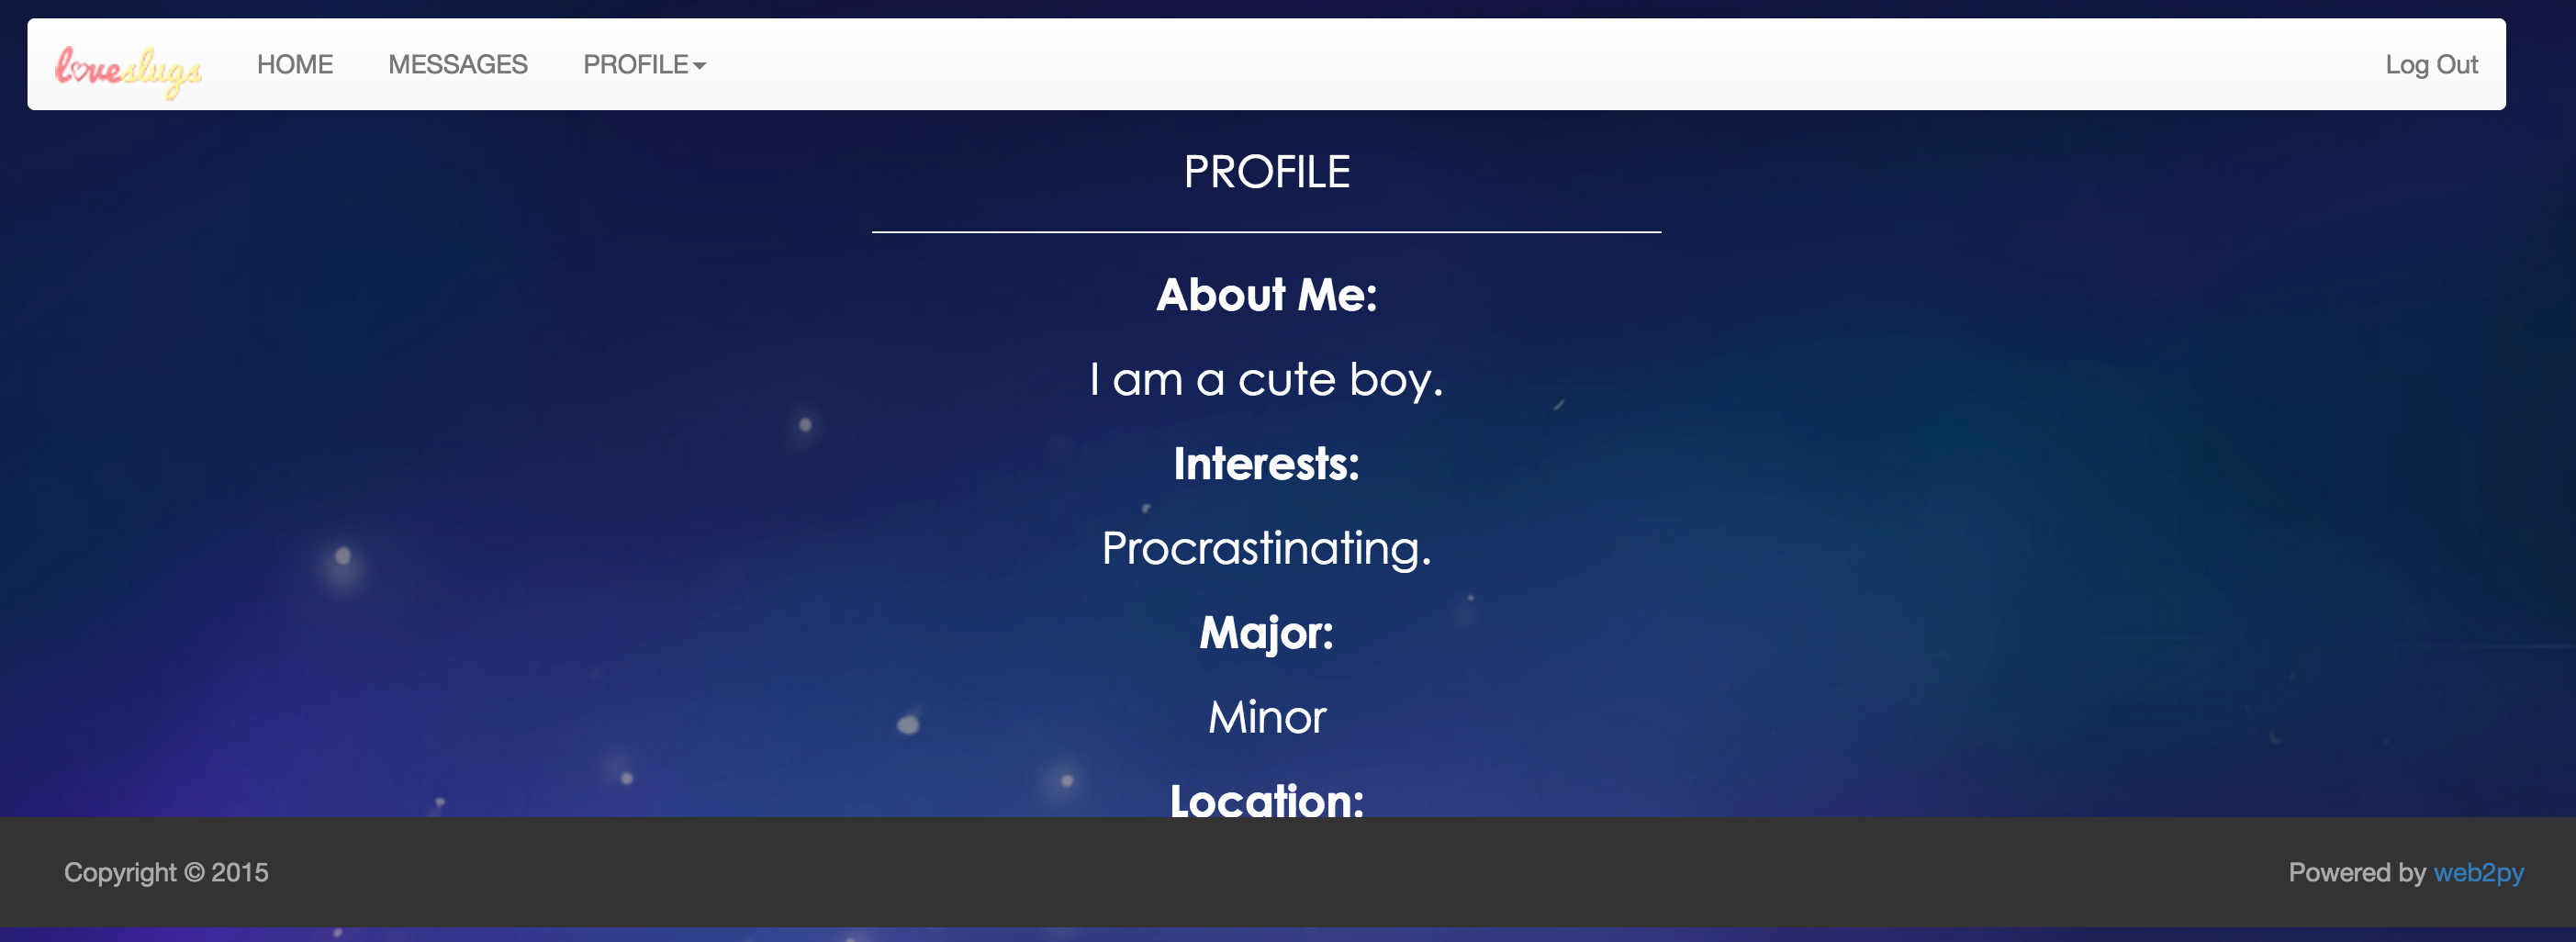 loveslugs HOME MESSAGES PROFILE Log Out
PROFILE
About Me:
I am a cute boy.
Interests:
Procrastinating.
Major:
Minor
Location:
Copyright © 2015 Powered by web2py